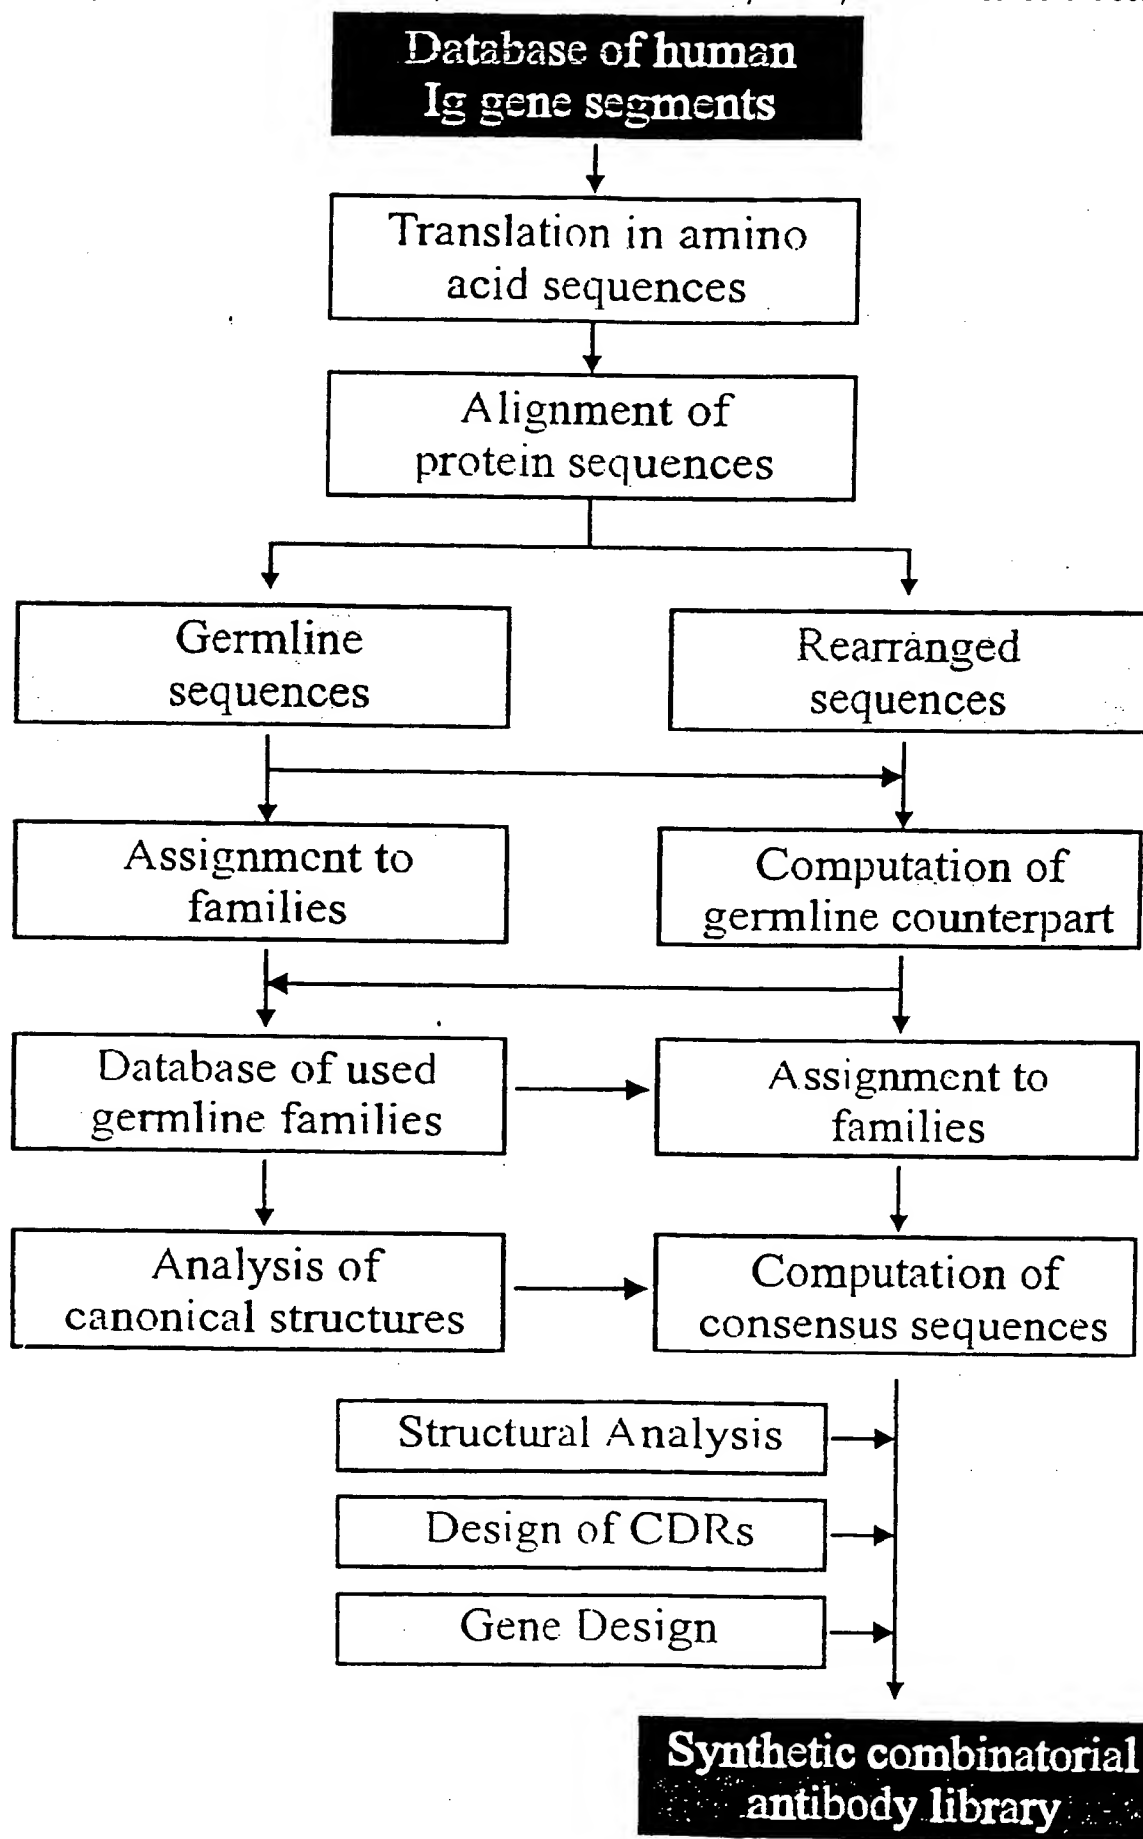 Database of human
Ig gene segments
Translation in amino
acid sequences
Alignment of
protein sequences
Germline
sequences
Rearranged
sequences
Assignment to
families
Computation of
germline counterpart
Database of used
germline families
Assignment to
families
Analysis of
canonical structures
Computation of
consensus sequences
Structural Analysis
Design of CDRs
Gene Design
Synthetic combinatorial
antibody library